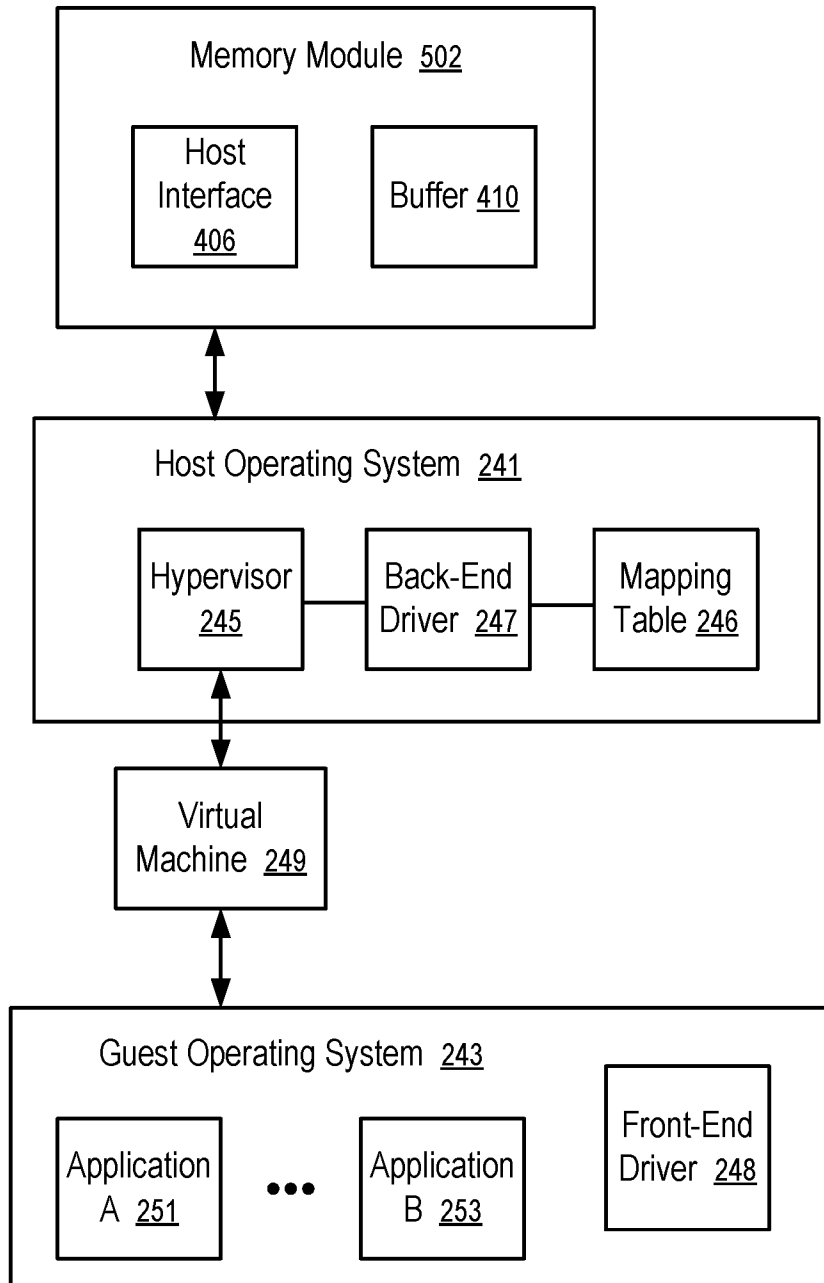 Memory Module 502
Host
Interface
406
Buffer 410
Host Operating System 241
Hypervisor
245
Back-End
Driver 247
Mapping
Table 246
Virtual
Machine 249
Guest Operating System 243
Application
A 251
•••
Application
B 253
Front-End
Driver 248